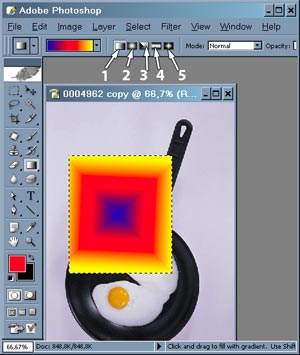 Adobe Photoshop
File Edit Image Layer Select Filter View Window Help
Mode: Normal Opacity:
1 2 3 4 5
0004962 copy @ 66,7% (R...
T
66,67% Doc: 848,8K/848,8K Click and drag to fill with gradient. Use Shift